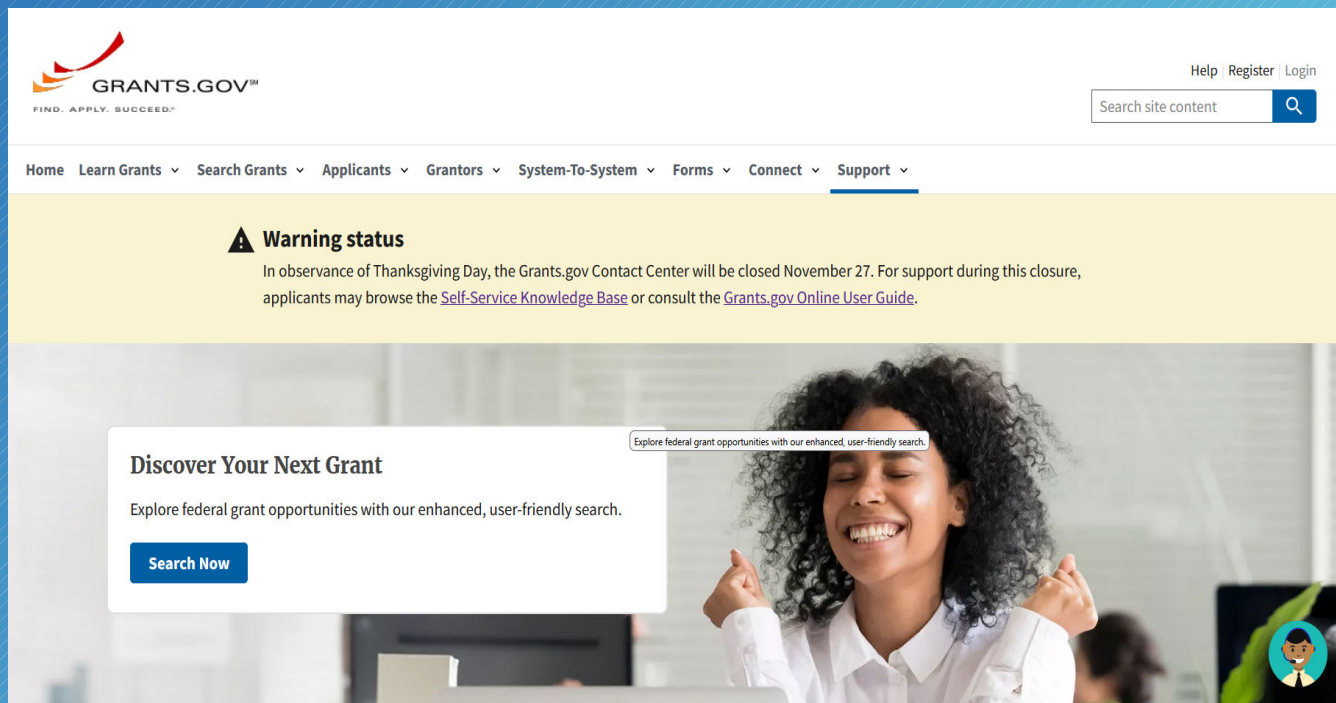 GRANTS.GOV℠
FIND. APPLY. SUCCEED.℠
Help | Register | Login
Search site content
Home Learn Grants Search Grants Applicants Grantors System-To-System Forms Connect Support
Warning status
In observance of Thanksgiving Day, the Grants.gov Contact Center will be closed November 27. For support during this closure,
applicants may browse the Self-Service Knowledge Base or consult the Grants.gov Online User Guide.
Explore federal grant opportunities with our enhanced, user-friendly search.
Discover Your Next Grant
Explore federal grant opportunities with our enhanced, user-friendly search.
Search Now